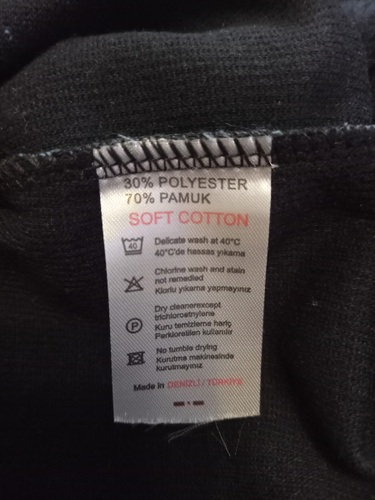 30% POLYESTER
70% PAMUK
SOFT COTTON
40
Delicate wash at 40°C
40°C'de hassas yıkama
Chlorine wash and stain
not remedied
Klorlu yıkama yapmayınız
P
Dry cleanerexcept
trichloroetnylene
Kuru temizleme hariç
Perkloretilen kullanılır
No tumble drying
Kurutma makinesinde
kurutmayınız
Made in DENİZLİ / TÜRKİYE